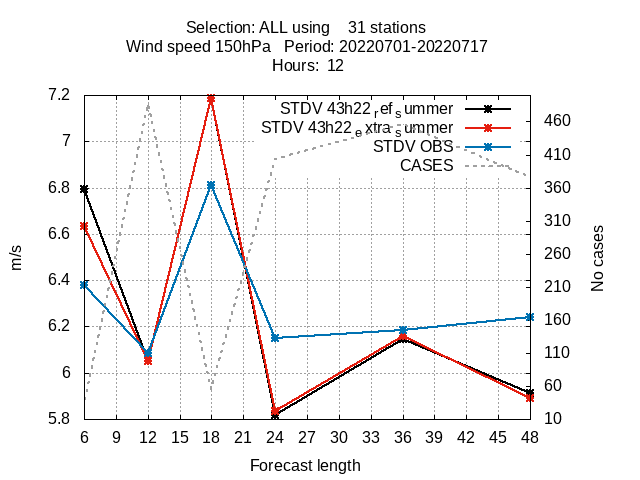 Selection: ALL using 31 stations
Wind speed 150hPa Period: 20220701-20220717
Hours: 12
STDV 43h22 refsummer
STDV 43h22extrasummer
STDV OBS
CASES
7.2
7
6.8
6.6
6.4
6.2
6
5.8
460
410
360
310
260
210
160
110
60
10
m/s
No cases
6 9 12 15 18 21 24 27 30 33 36 39 42 45 48
Forecast length